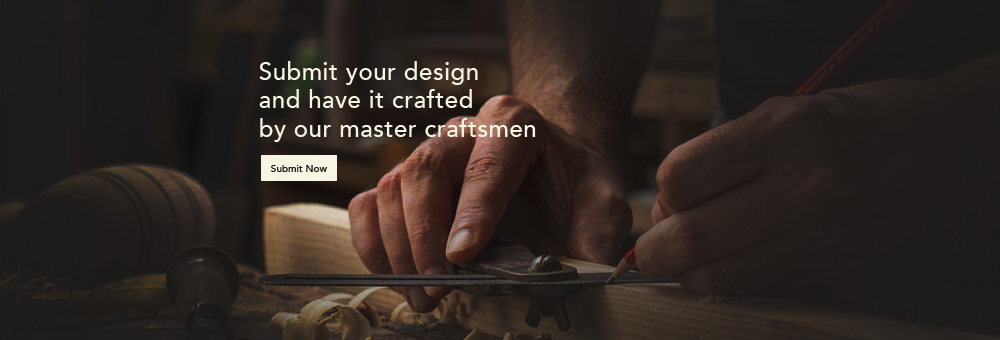 Submit your design
and have it crafted
by our master craftsmen
Submit Now